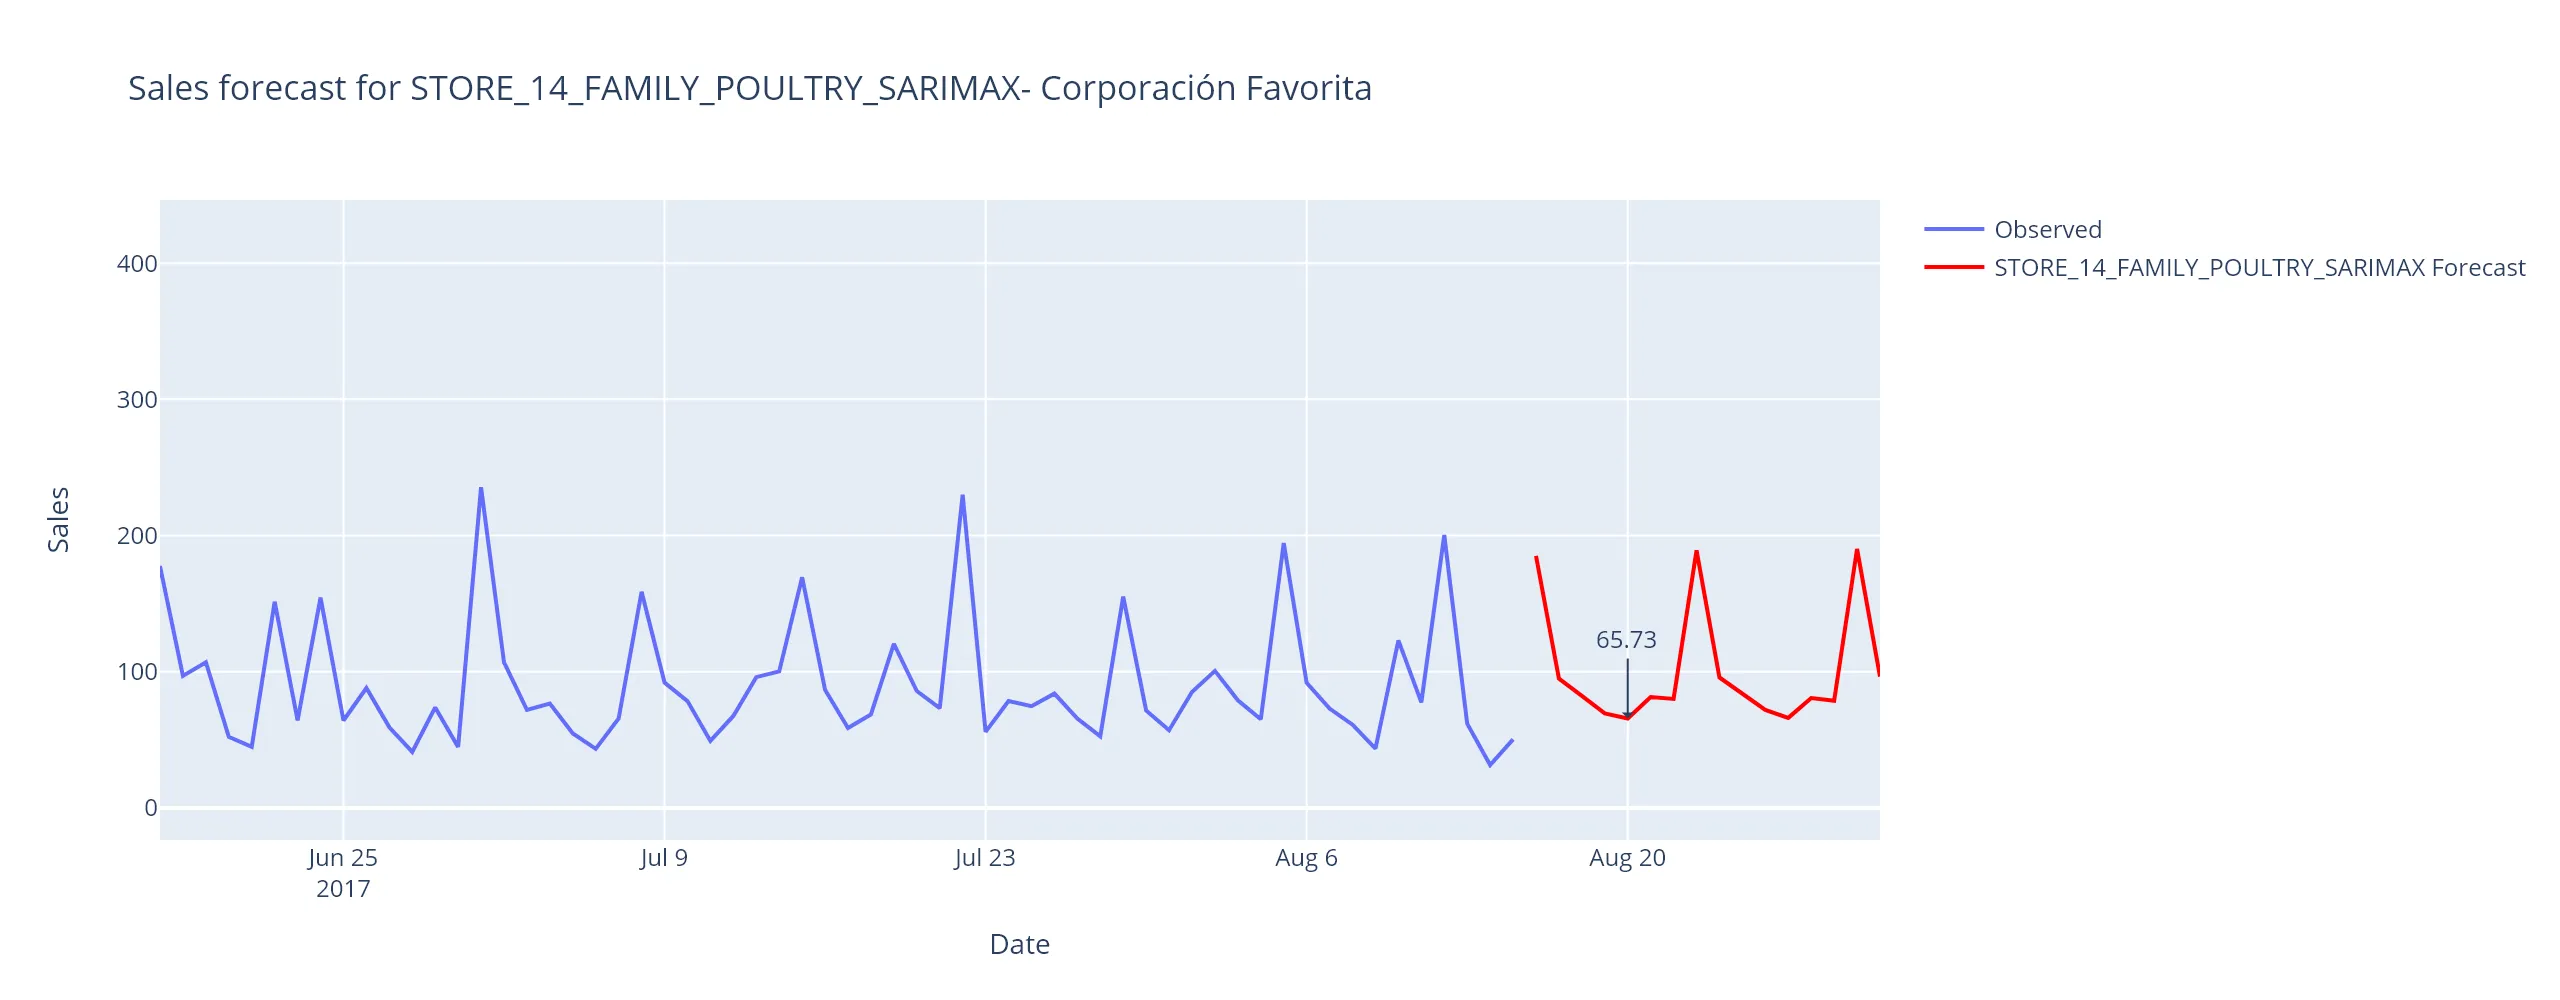 Sales forecast for STORE_14_FAMILY_POULTRY_SARIMAX- Corporación Favorita
Observed
STORE_14_FAMILY_POULTRY_SARIMAX Forecast
400
300
200
100
0
Sales
65.73
Jun 25
2017
Jul 9
Jul 23
Aug 6
Aug 20
Date